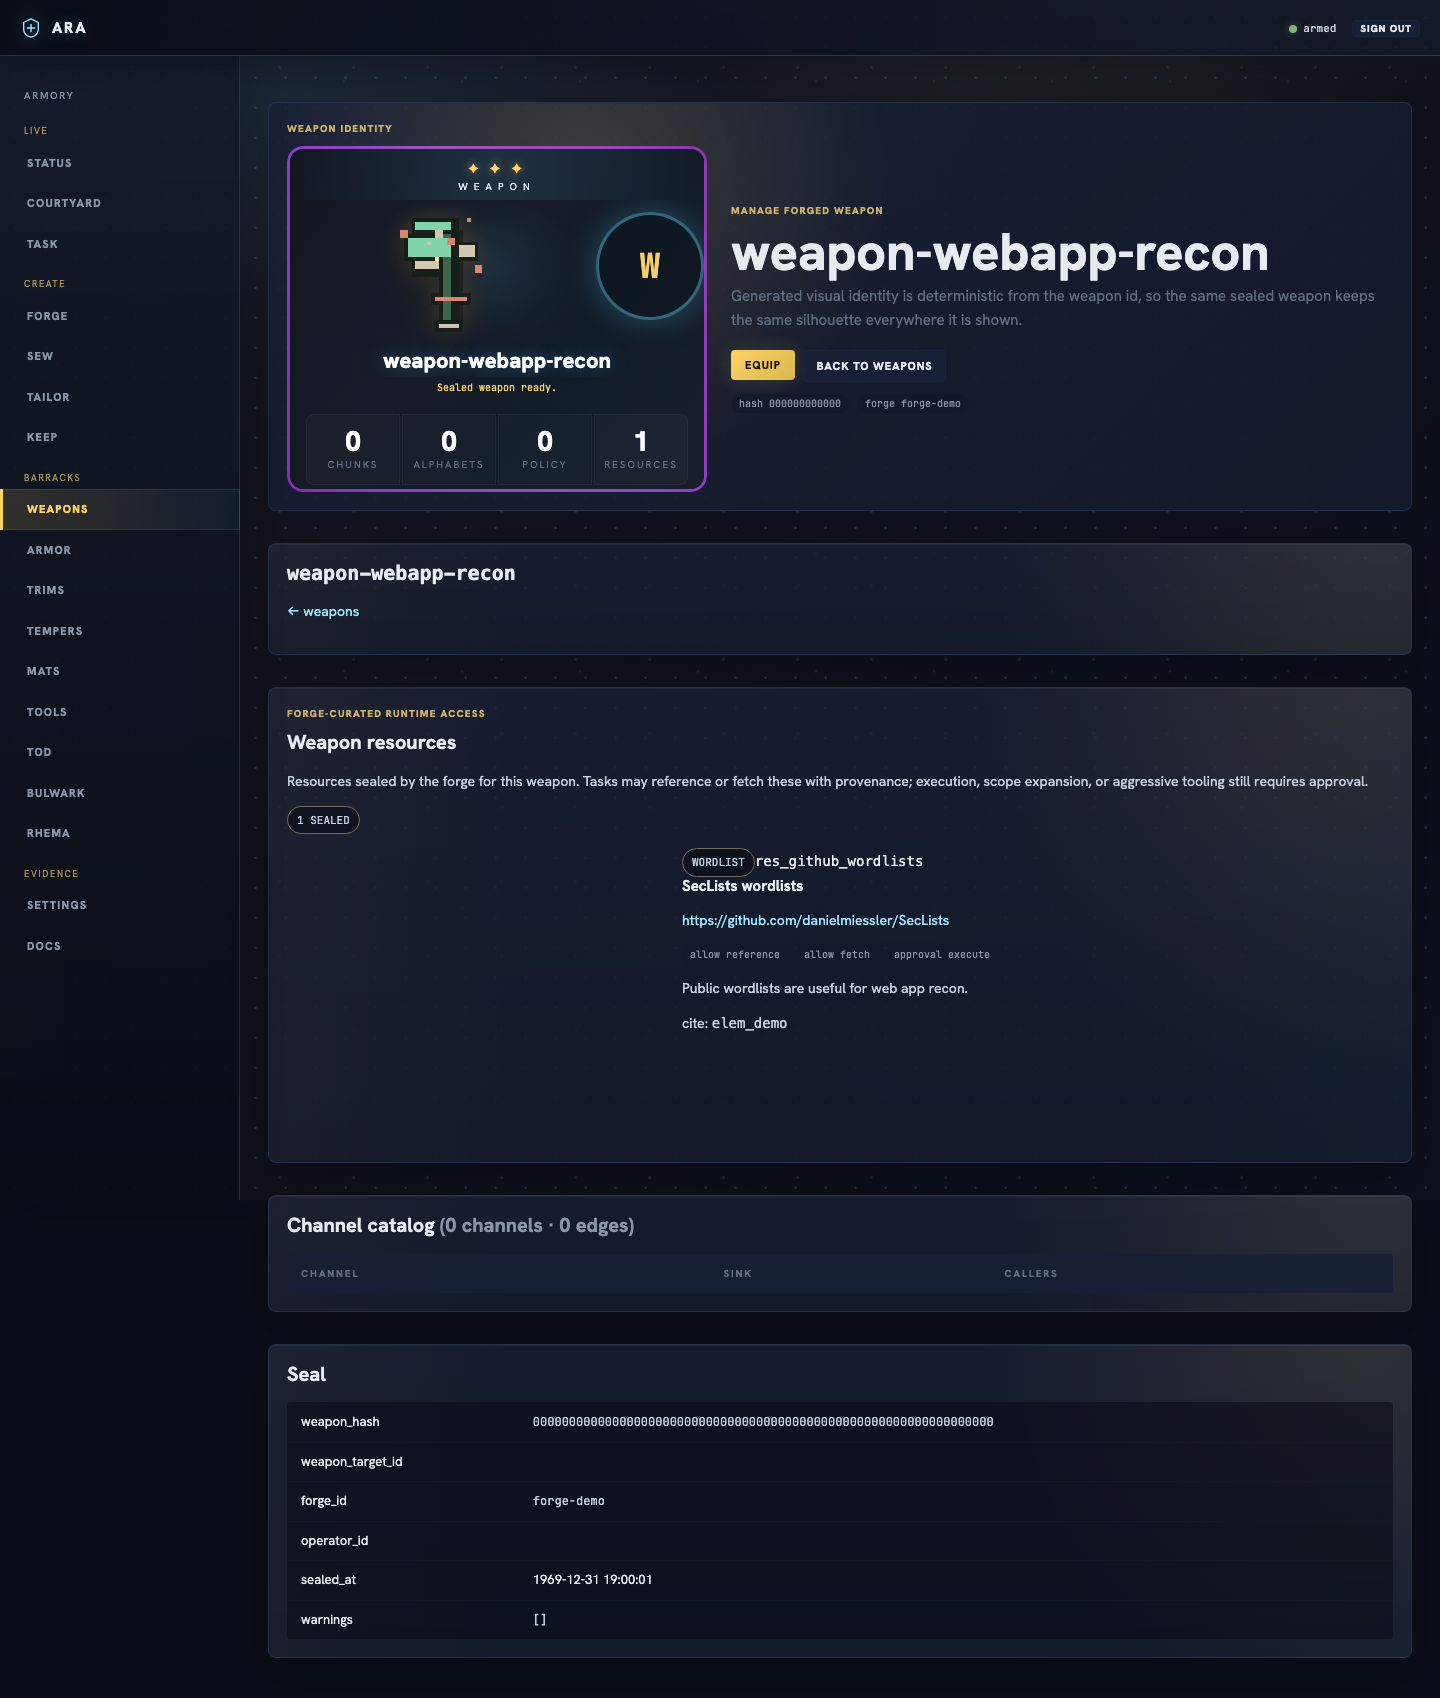 ARA
armed
SIGN OUT
ARMORY
LIVE
STATUS
COURTYARD
TASK
CREATE
FORGE
SEW
TAILOR
KEEP
BARRACKS
WEAPONS
ARMOR
TRIMS
TEMPERS
MATS
TOOLS
TOD
BULWARK
RHEMA
EVIDENCE
SETTINGS
DOCS
WEAPON IDENTITY
WEAPON
W
weapon-webapp-recon
Sealed weapon ready.
0
CHUNKS
0
ALPHABETS
0
POLICY
1
RESOURCES
MANAGE FORGED WEAPON
weapon-webapp-recon
Generated visual identity is deterministic from the weapon id, so the same sealed weapon keeps
the same silhouette everywhere it is shown.
EQUIP
BACK TO WEAPONS
hash 000000000000
forge forge-demo
weapon-webapp-recon
← weapons
FORGE-CURATED RUNTIME ACCESS
Weapon resources
Resources sealed by the forge for this weapon. Tasks may reference or fetch these with provenance; execution, scope expansion, or aggressive tooling still requires approval.
1 SEALED
WORDLIST res_github_wordlists
SecLists wordlists
https://github.com/danielmiessler/SecLists
allow reference allow fetch approval execute
Public wordlists are useful for web app recon.
cite: elem_demo
Channel catalog (0 channels · 0 edges)
CHANNEL SINK CALLERS
Seal
weapon_hash 0000000000000000000000000000000000000000000000000000000000000000
weapon_target_id
forge_id forge-demo
operator_id
sealed_at 1969-12-31 19:00:01
warnings []